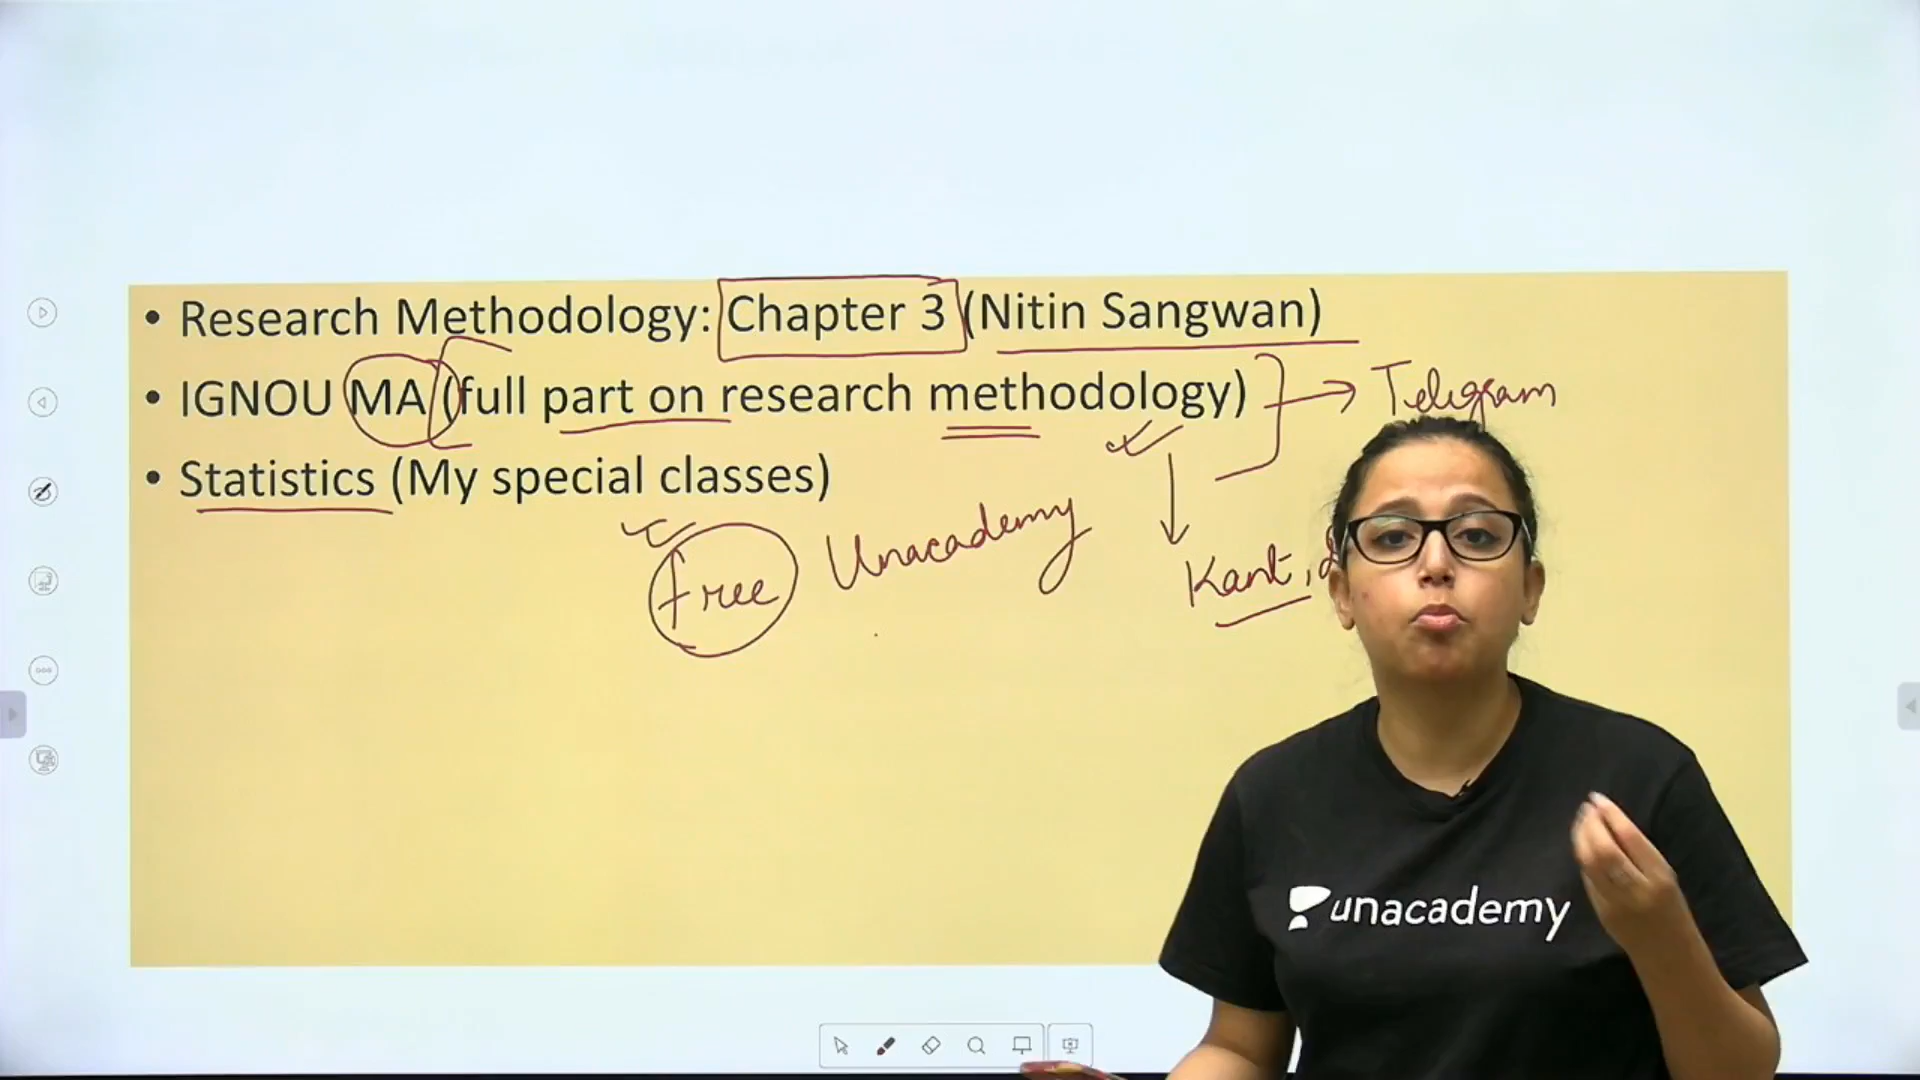 • Research Methodology: Chapter 3 (Nitin Sangwan)
• IGNOU MA (full part on research methodology) → Telegram
• Statistics (My special classes)
Free Unacademy
Kant,
unacademy